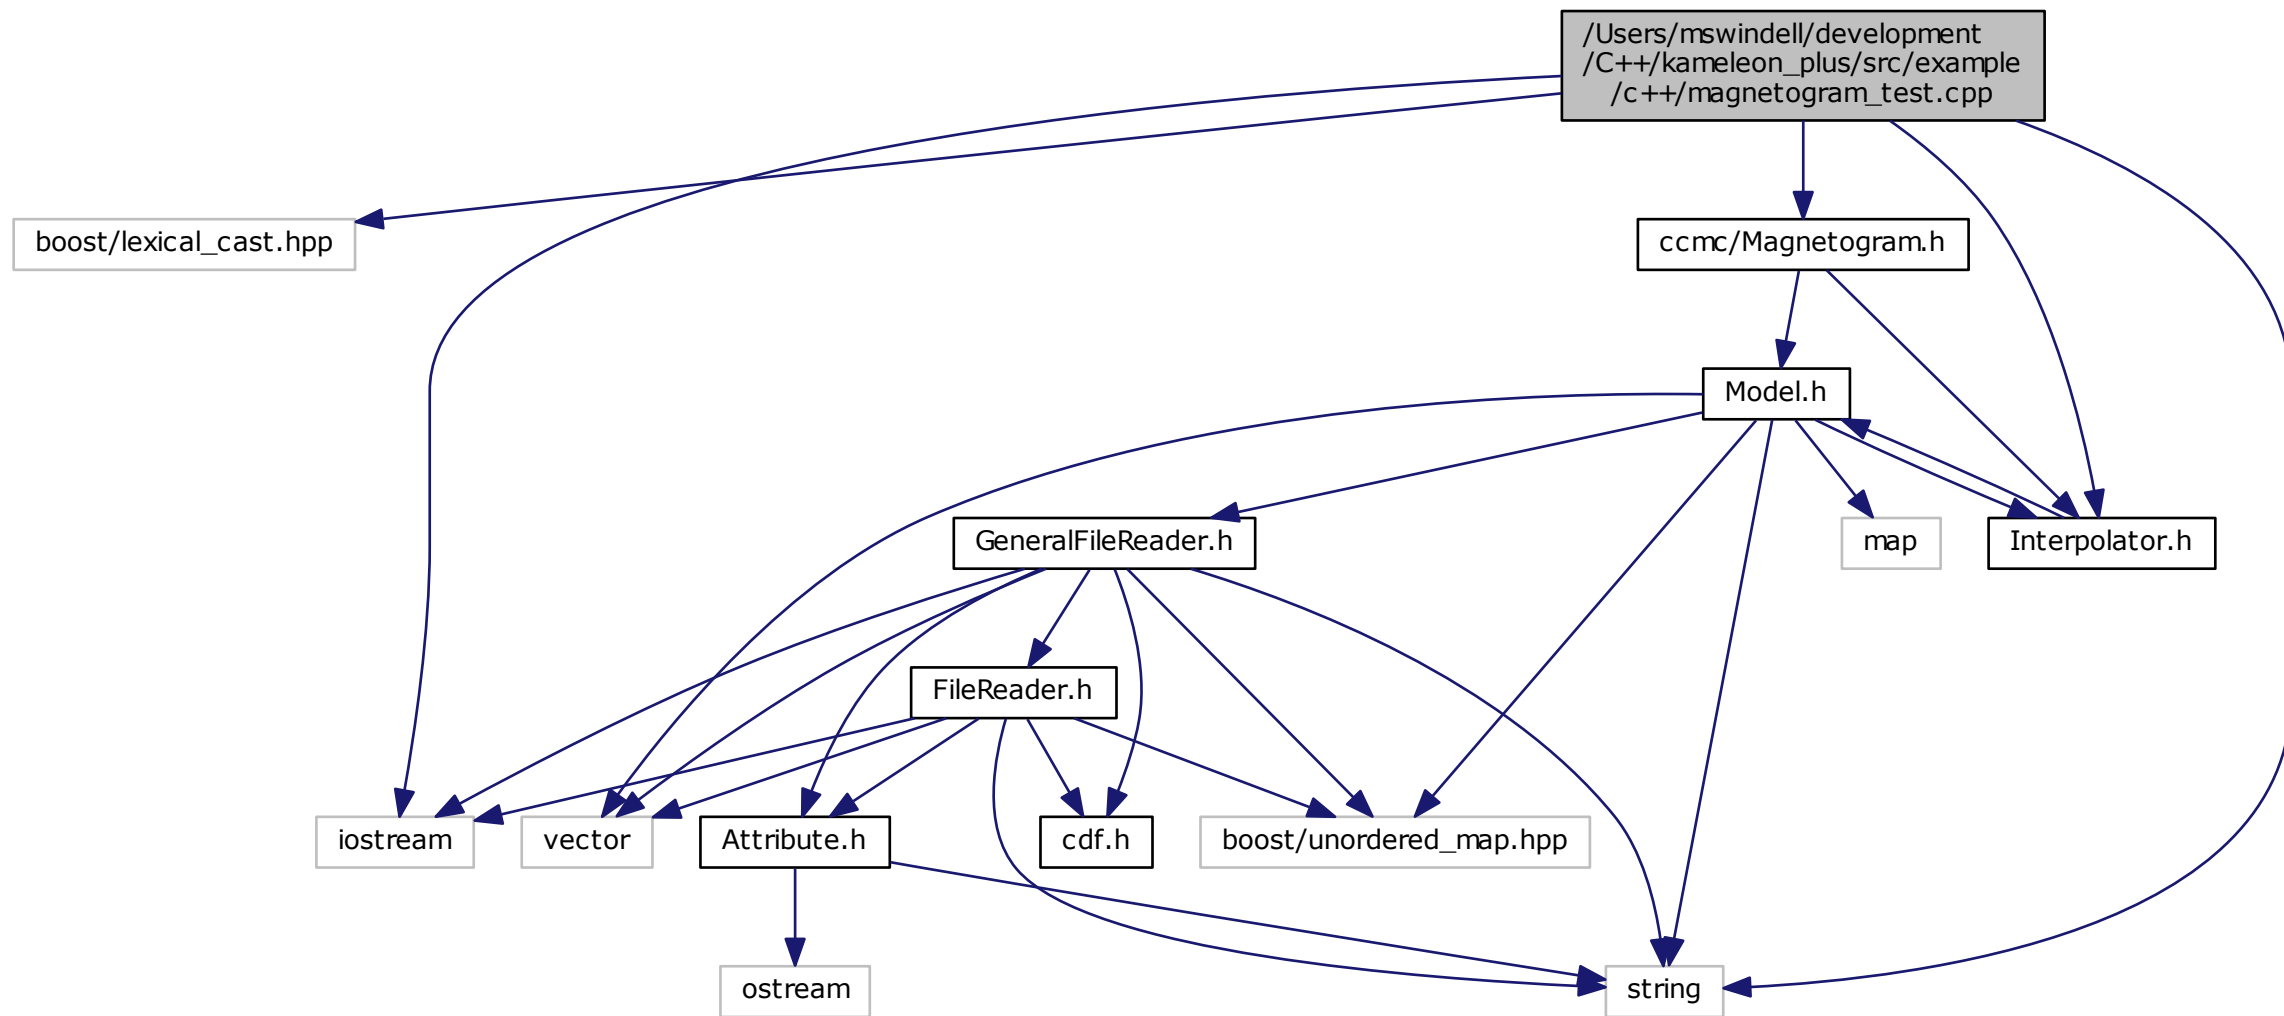 /Users/mswindell/development
/C++/kameleon_plus/src/example
/c++/magnetogram_test.cpp
boost/lexical_cast.hpp
ccmc/Magnetogram.h
Model.h
GeneralFileReader.h
map
Interpolator.h
FileReader.h
iostream
vector
Attribute.h
cdf.h
boost/unordered_map.hpp
ostream
string